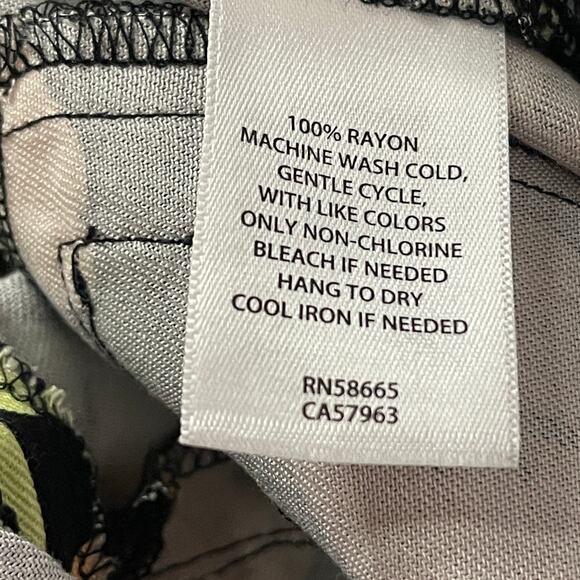 100% RAYON
MACHINE WASH COLD,
GENTLE CYCLE,
WITH LIKE COLORS
ONLY NON-CHLORINE
BLEACH IF NEEDED
HANG TO DRY
COOL IRON IF NEEDED
RN58665
CA57963